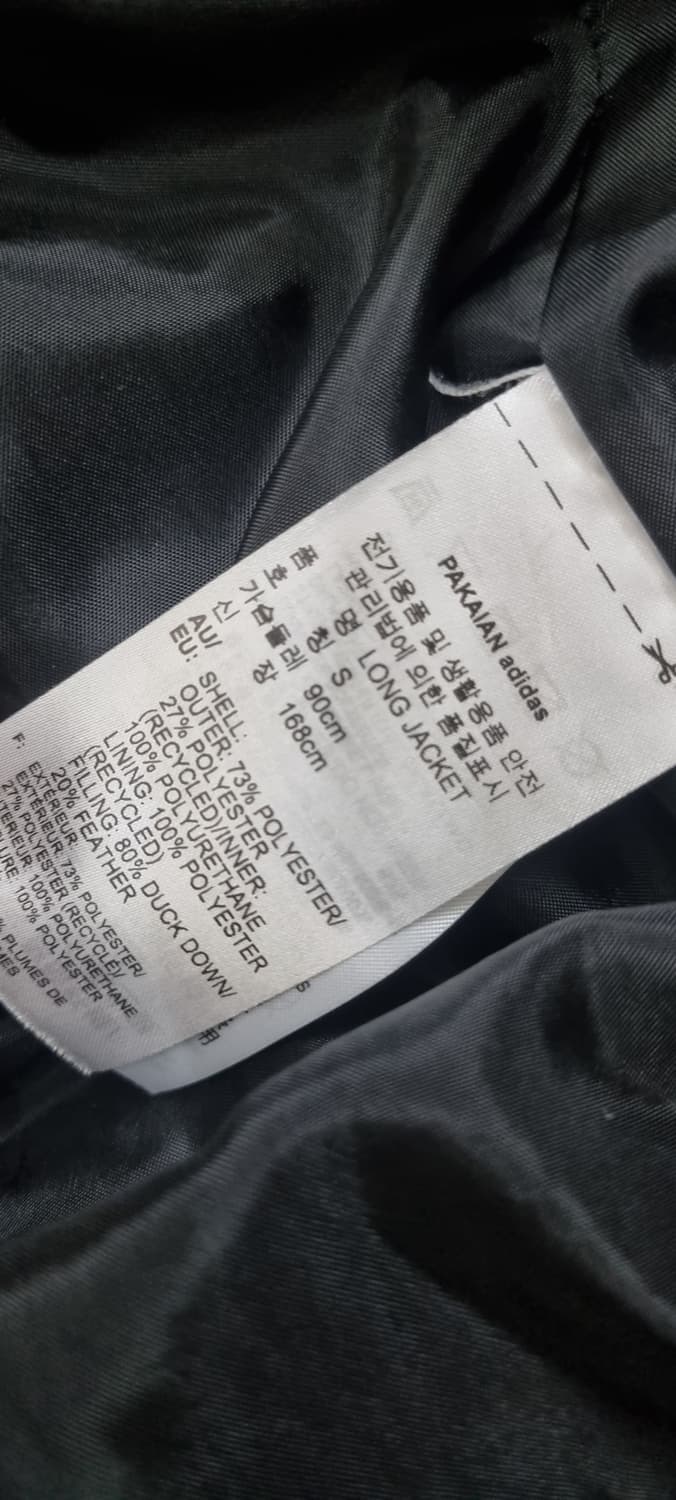 PAKAIAN adidas
전기용품 및 생활용품 안전
관리법에 의한 품질표시
품 명 LONG JACKET
호 칭 S
가슴둘레 90cm
신 장 168cm
AU/ SHELL:
EU: OUTER: 73% POLYESTER/
27% POLYESTER
(RECYCLED)/INNER:
100% POLYURETHANE
LINING: 100% POLYESTER
(RECYCLED)
FILLING: 80% DUCK DOWN/
20% FEATHER
F: EXTÉRIEUR:
EXTÉRIEUR: 73% POLYESTER/
27% POLYESTER (RECYCLÉ)/
100% POLYURETHANE
100% POLYESTER
PLUMES DE